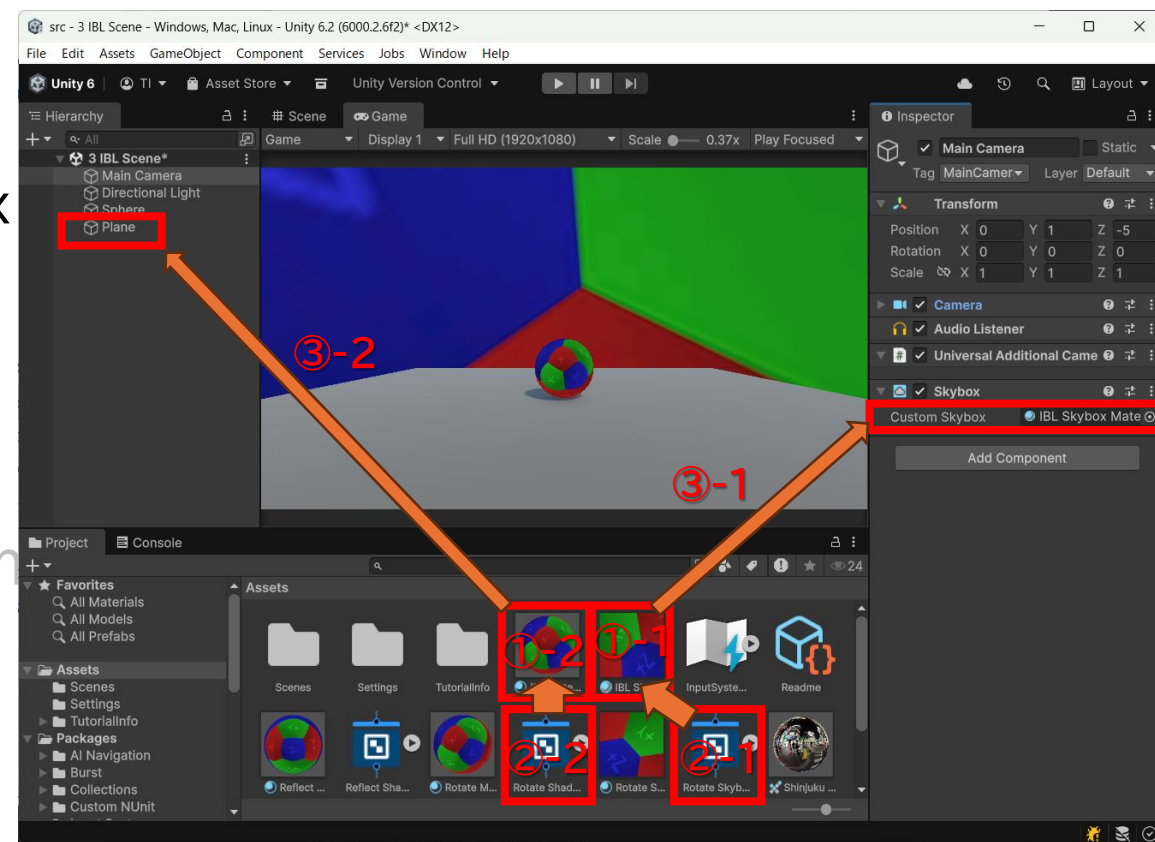 src - 3 IBL Scene - Windows, Mac, Linux - Unity 6.2 (6000.2.6f2)* <DX12>
File Edit Assets GameObject Component Services Jobs Window Help
Unity 6 TI Asset Store Unity Version Control Layout
Hierarchy
All
3 IBL Scene*
Main Camera
Directional Light
Sphere
Plane
Scene Game
Game Display 1 Full HD (1920x1080) Scale 0.37x Play Focused
③-2
③-1
Inspector
Main Camera Static
Tag MainCamer Layer Default
Transform
Position X 0 Y 1 Z -5
Rotation X 0 Y 0 Z 0
Scale X 1 Y 1 Z 1
Camera
Audio Listener
Universal Additional Came
Skybox
Custom Skybox IBL Skybox Mate
Add Component
Project Console
24
Favorites
All Materials
All Models
All Prefabs
Assets
Scenes
Settings
TutorialInfo
Packages
AI Navigation
Burst
Collections
Custom NUnit
Assets
①-2 ①-1
Scenes Settings TutorialInfo IBL S InputSyste... Readme
②-2 ②-1
Reflect ... Reflect Sha... Rotate M... Rotate Shad... Rotate S... Rotate Skyb... Shinjuku ...
x